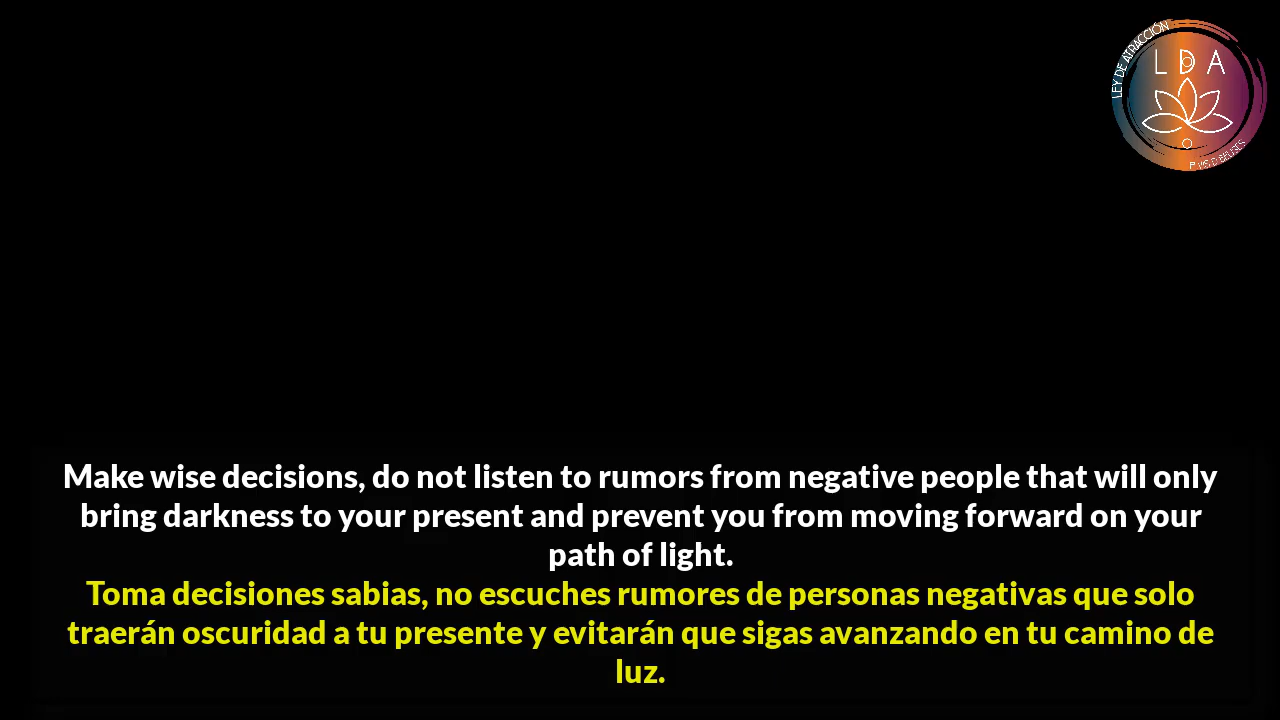 LEY DE ATRACCIÓN
L D A
Make wise decisions, do not listen to rumors from negative people that will only
bring darkness to your present and prevent you from moving forward on your
path of light.
Toma decisiones sabias, no escuches rumores de personas negativas que solo
traerán oscuridad a tu presente y evitarán que sigas avanzando en tu camino de
luz.